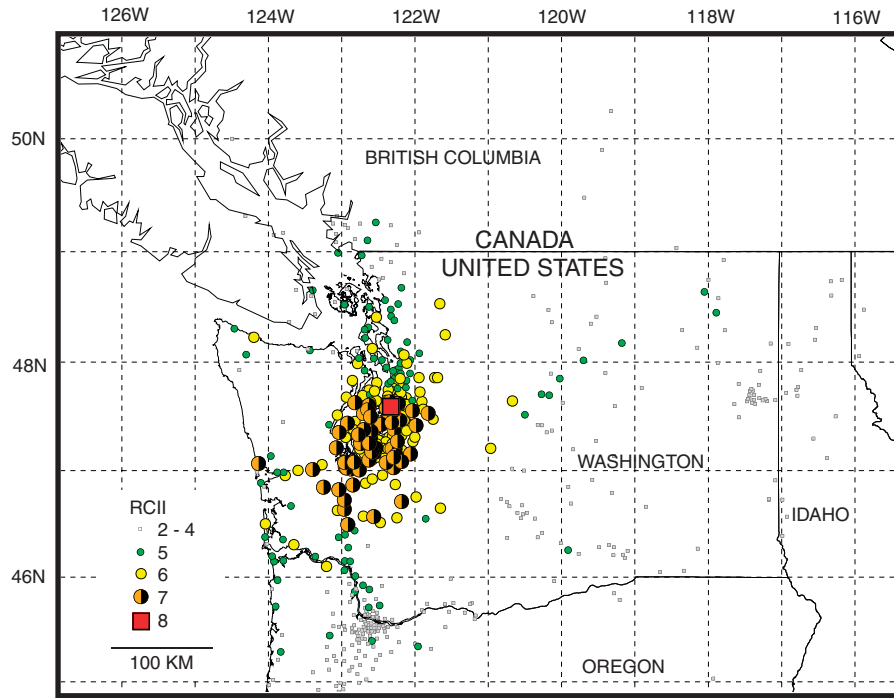 126W 124W 122W 120W 118W 116W
50N
BRITISH COLUMBIA
CANADA
UNITED STATES
48N
WASHINGTON
RCII
2 - 4
5
6
7
8
IDAHO
46N
100 KM
OREGON